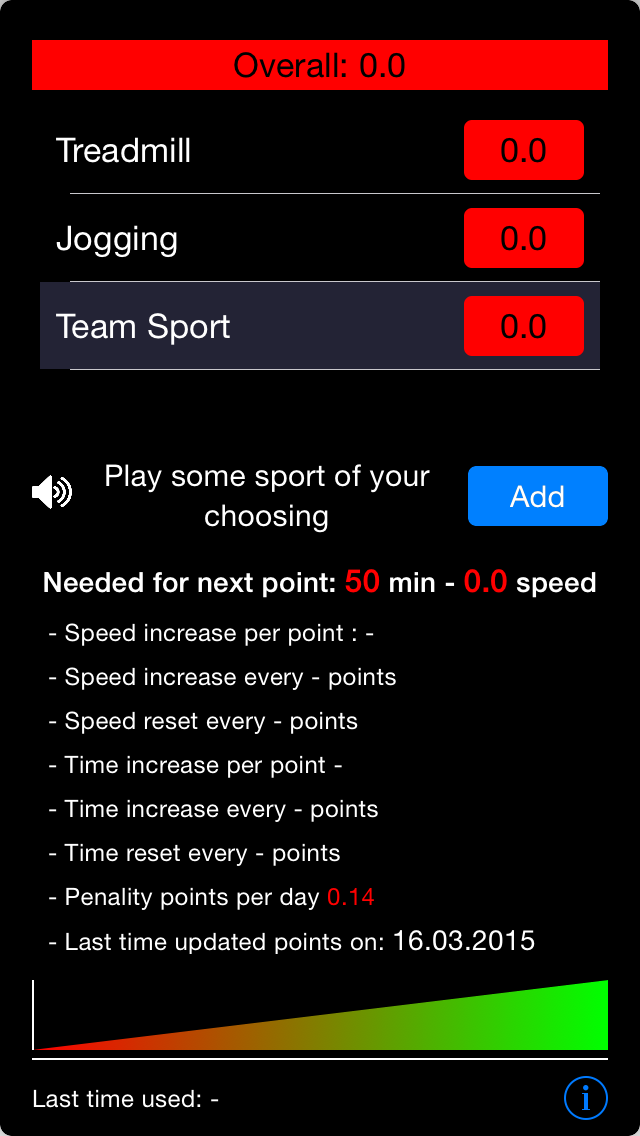 Overall: 0.0
Treadmill 0.0
Jogging 0.0
Team Sport 0.0
Play some sport of your
choosing
Add
Needed for next point: 50 min - 0.0 speed
- Speed increase per point : -
- Speed increase every - points
- Speed reset every - points
- Time increase per point -
- Time increase every - points
- Time reset every - points
- Penality points per day 0.14
- Last time updated points on: 16.03.2015
Last time used: -
i